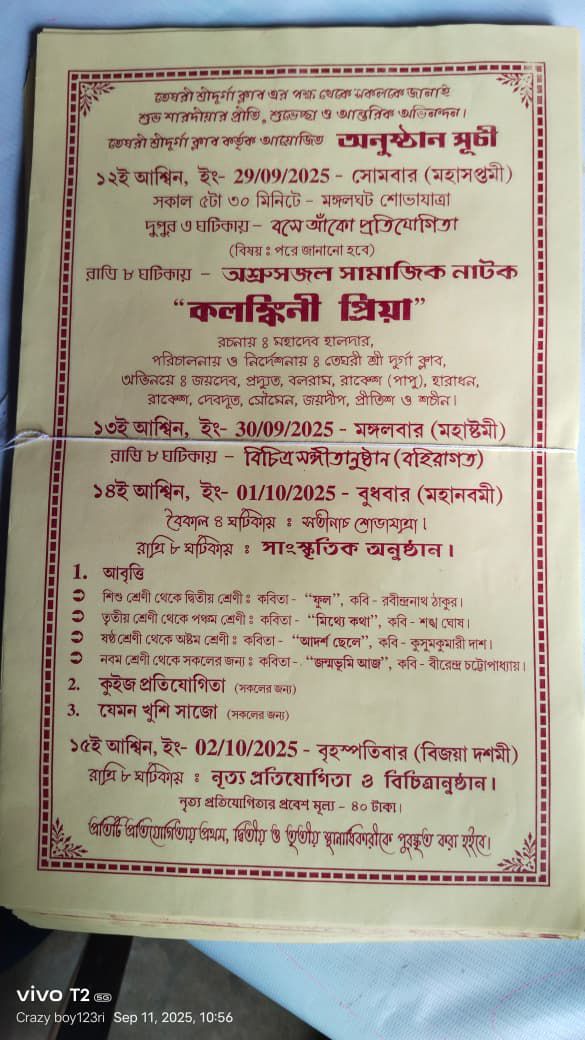 তেঘরী শ্রীদূর্গা ক্লাব এর পক্ষ থেকে সকলকে জানাই
শুভ শারদীয়ার প্রীতি, শুভেচ্ছা ও আন্তরিক অভিনন্দন।
তেঘরী শ্রীদূর্গা ক্লাব কর্তৃক আয়োজিত অনুষ্ঠান সূচী
১২ই আশ্বিন, ইং- 29/09/2025 - সোমবার (মহাসপ্তমী)
সকাল ৫টা ৩০ মিনিটে - মঙ্গলঘট শোভাযাত্রা
দুপুর ৩ ঘটিকায় - বসে আঁকো প্রতিযোগিতা
(বিষয় : পরে জানানো হবে)
রাত্রি ৮ ঘটিকায় - অশ্রুসজল সামাজিক নাটক
“কলঙ্কিনী প্রিয়া”
রচনায় ঃ মহাদেব হালদার,
পরিচালনায় ও নির্দেশনায় ঃ তেঘরী শ্রী দুর্গা ক্লাব,
অভিনয়ে ঃ জয়দেব, প্রদ্যুত, বলরাম, রাকেশ (পাপু), হারাধন,
রাকেশ, দেবদূত, সৌমেন, জয়দীপ, প্রীতিশ ও শচীন।
১৩ই আশ্বিন, ইং- 30/09/2025 - মঙ্গলবার (মহাষ্টমী)
রাত্রি ৮ ঘটিকায় - বিচিত্র সঙ্গীতানুষ্ঠান (বহিরাগত)
১৪ই আশ্বিন, ইং- 01/10/2025 - বুধবার (মহানবমী)
বৈকাল ৪ ঘটিকায় : সতীনাচ শোভাযাত্রা।
রাত্রি ৮ ঘটিকায় : সাংস্কৃতিক অনুষ্ঠান।
1. আবৃত্তি
➲ শিশু শ্রেণী থেকে দ্বিতীয় শ্রেণী : কবিতা - “ফুল”, কবি - রবীন্দ্রনাথ ঠাকুর।
➲ তৃতীয় শ্রেণী থেকে পঞ্চম শ্রেণী : কবিতা - “মিথ্যে কথা”, কবি - শঙ্খ ঘোষ।
➲ ষষ্ঠ শ্রেণী থেকে অষ্টম শ্রেণী : কবিতা - “আদর্শ ছেলে”, কবি - কুসুমকুমারী দাশ।
➲ নবম শ্রেণী থেকে সকলের জন্য : কবিতা - “জন্মভূমি আজ”, কবি - বীরেন্দ্র চট্টোপাধ্যায়।
2. কুইজ প্রতিযোগিতা (সকলের জন্য)
3. যেমন খুশি সাজো (সকলের জন্য)
১৫ই আশ্বিন, ইং- 02/10/2025 - বৃহস্পতিবার (বিজয়া দশমী)
রাত্রি ৮ ঘটিকায় : নৃত্য প্রতিযোগিতা ও বিচিত্রানুষ্ঠান।
নৃত্য প্রতিযোগিতার প্রবেশ মূল্য - ৪০ টাকা।
প্রতিটি প্রতিযোগিতায় প্রথম, দ্বিতীয় ও তৃতীয় স্থানাধিকারীকে পুরস্কৃত করা হইবে।
vivo T2 5G
Crazy boy123ri Sep 11, 2025, 10:56